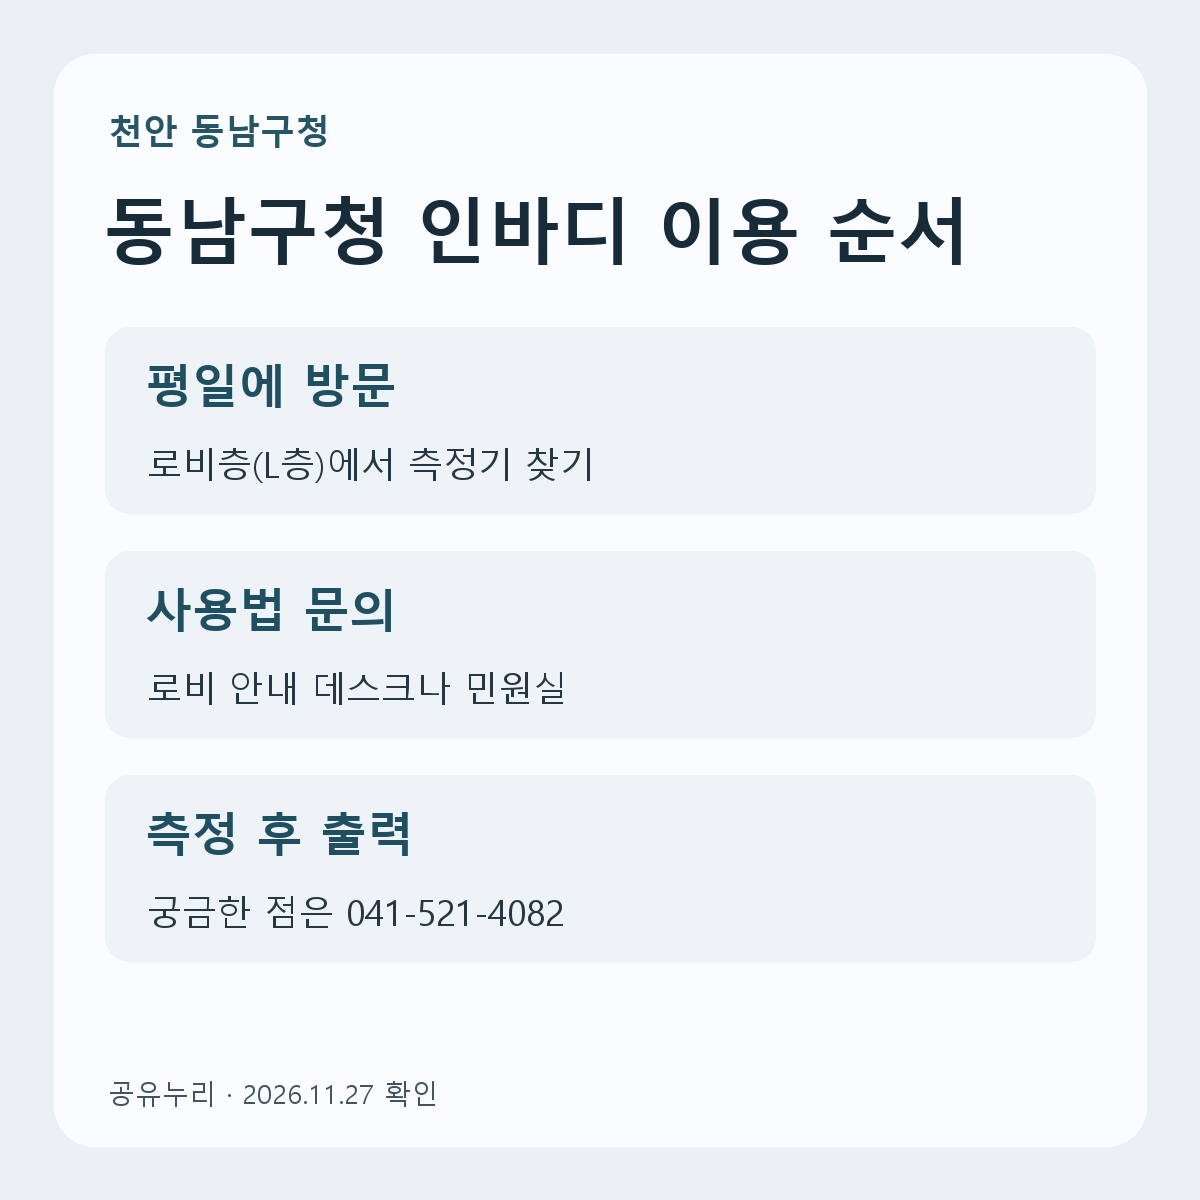 천안 동남구청
동남구청 인바디 이용 순서
평일에 방문
로비층(L층)에서 측정기 찾기
사용법 문의
로비 안내 데스크나 민원실
측정 후 출력
궁금한 점은 041-521-4082
공유누리 · 2026.11.27 확인